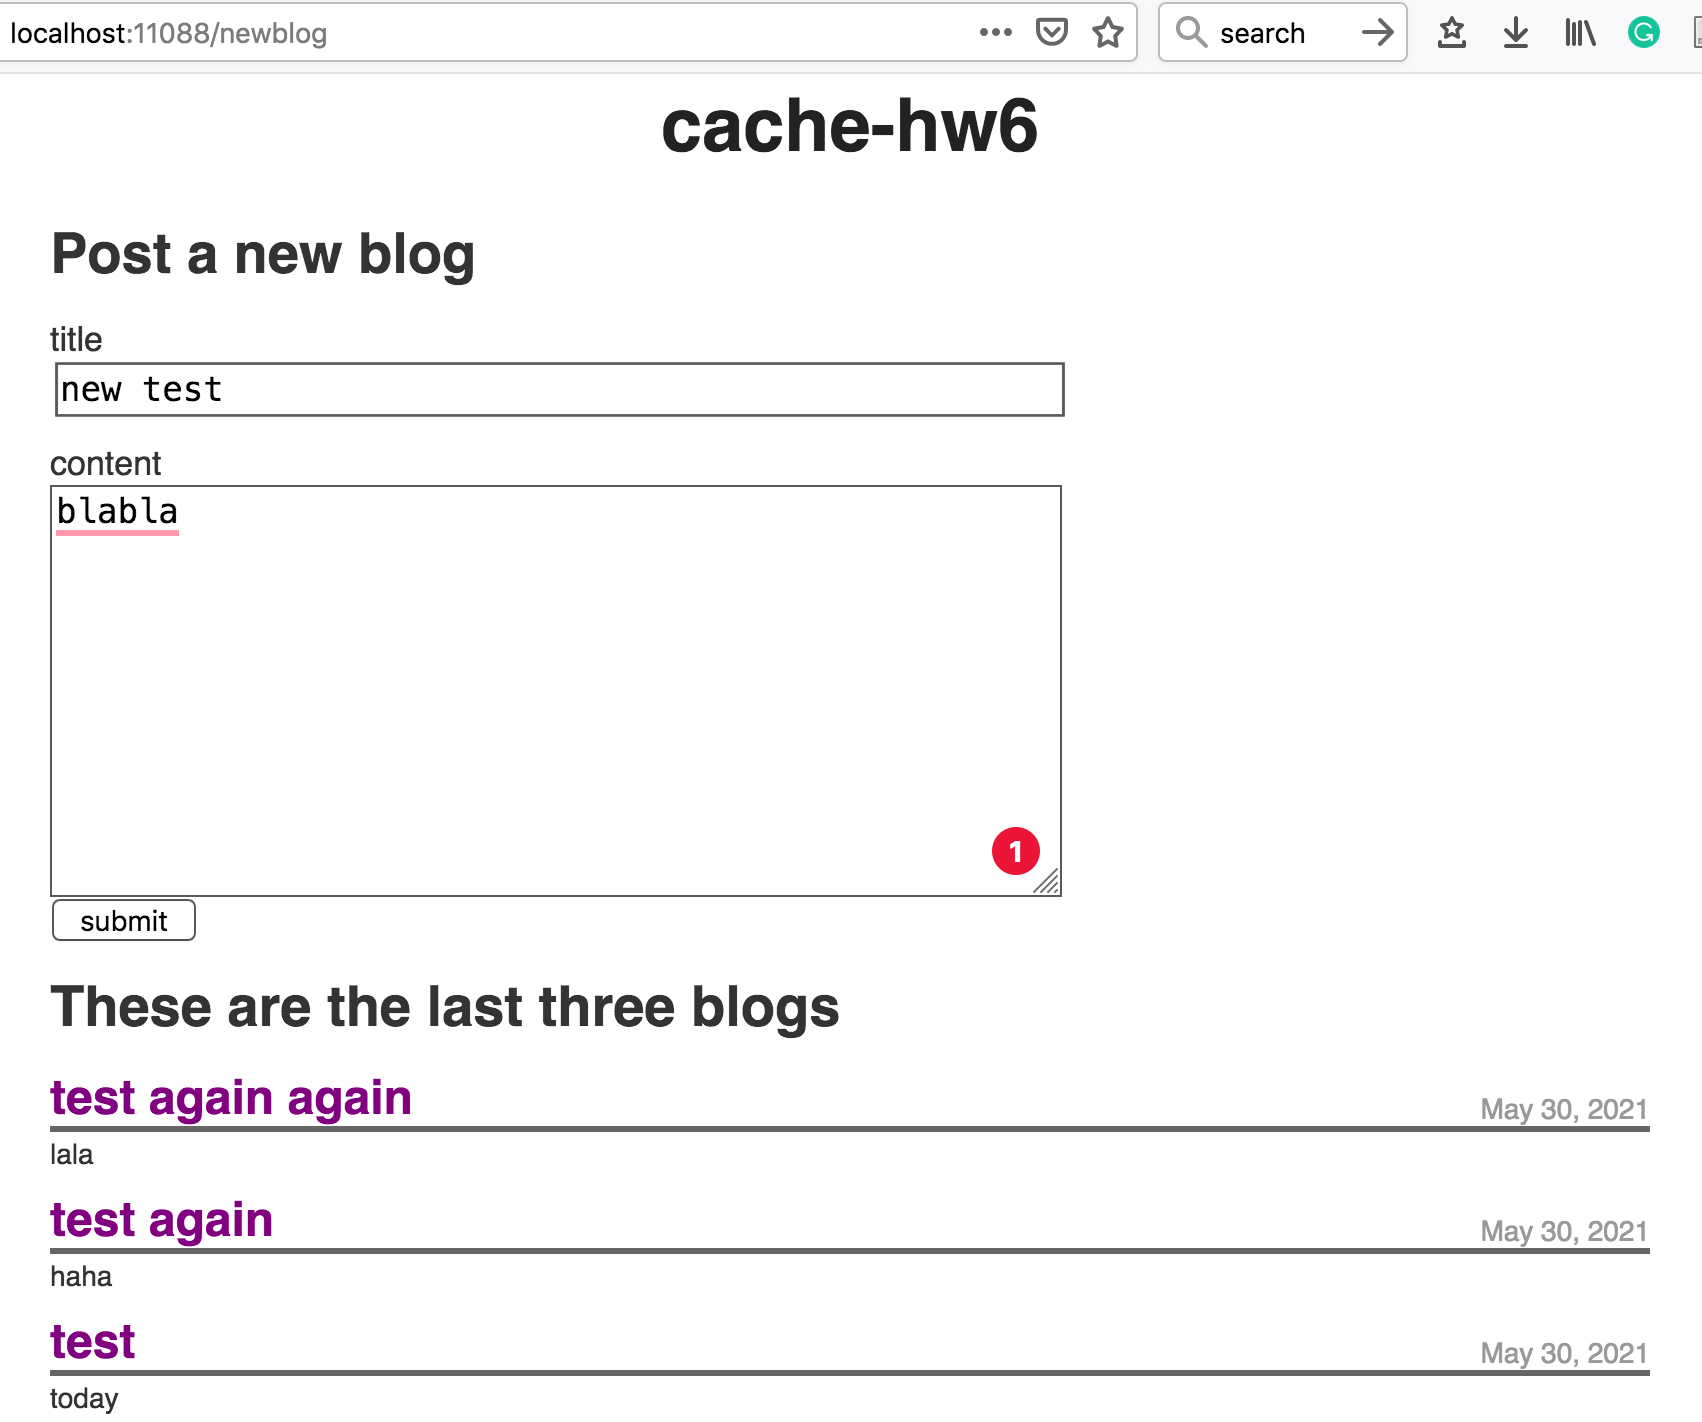 localhost:11088/newblog
search
cache-hw6
Post a new blog
title
new test
content
blabla
1
submit
These are the last three blogs
test again again
May 30, 2021
lala
test again
May 30, 2021
haha
test
May 30, 2021
today